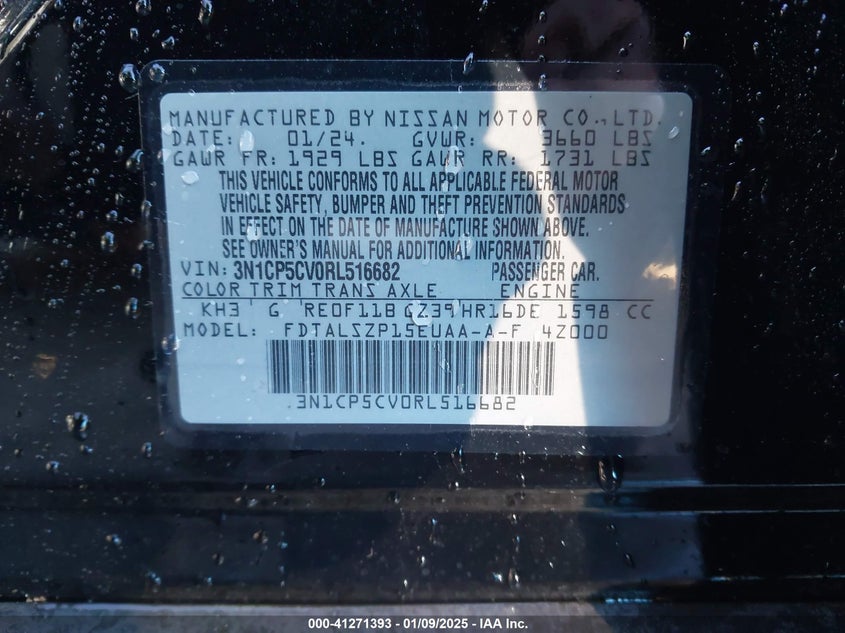 MANUFACTURED BY NISSAN MOTOR CO., LTD.
DATE: 01/24. GVWR: 3660 LBS
GAWR FR: 1929 LBS GAWR RR: 1731 LBS
THIS VEHICLE CONFORMS TO ALL APPLICABLE FEDERAL MOTOR
VEHICLE SAFETY, BUMPER AND THEFT PREVENTION STANDARDS
IN EFFECT ON THE DATE OF MANUFACTURE SHOWN ABOVE.
SEE OWNER'S MANUAL FOR ADDITIONAL INFORMATION.
VIN: 3N1CP5CV0RL516682 PASSENGER CAR.
COLOR TRIM TRANS AXLE ENGINE
KH3 G RE0F11B GZ39 HR16DE 1598 CC
MODEL: FDTALSZP15EUAA-A-F 4Z000
3N1CP5CV0RL516682
000-41271393 | 01/09/2025 - IAA Inc.